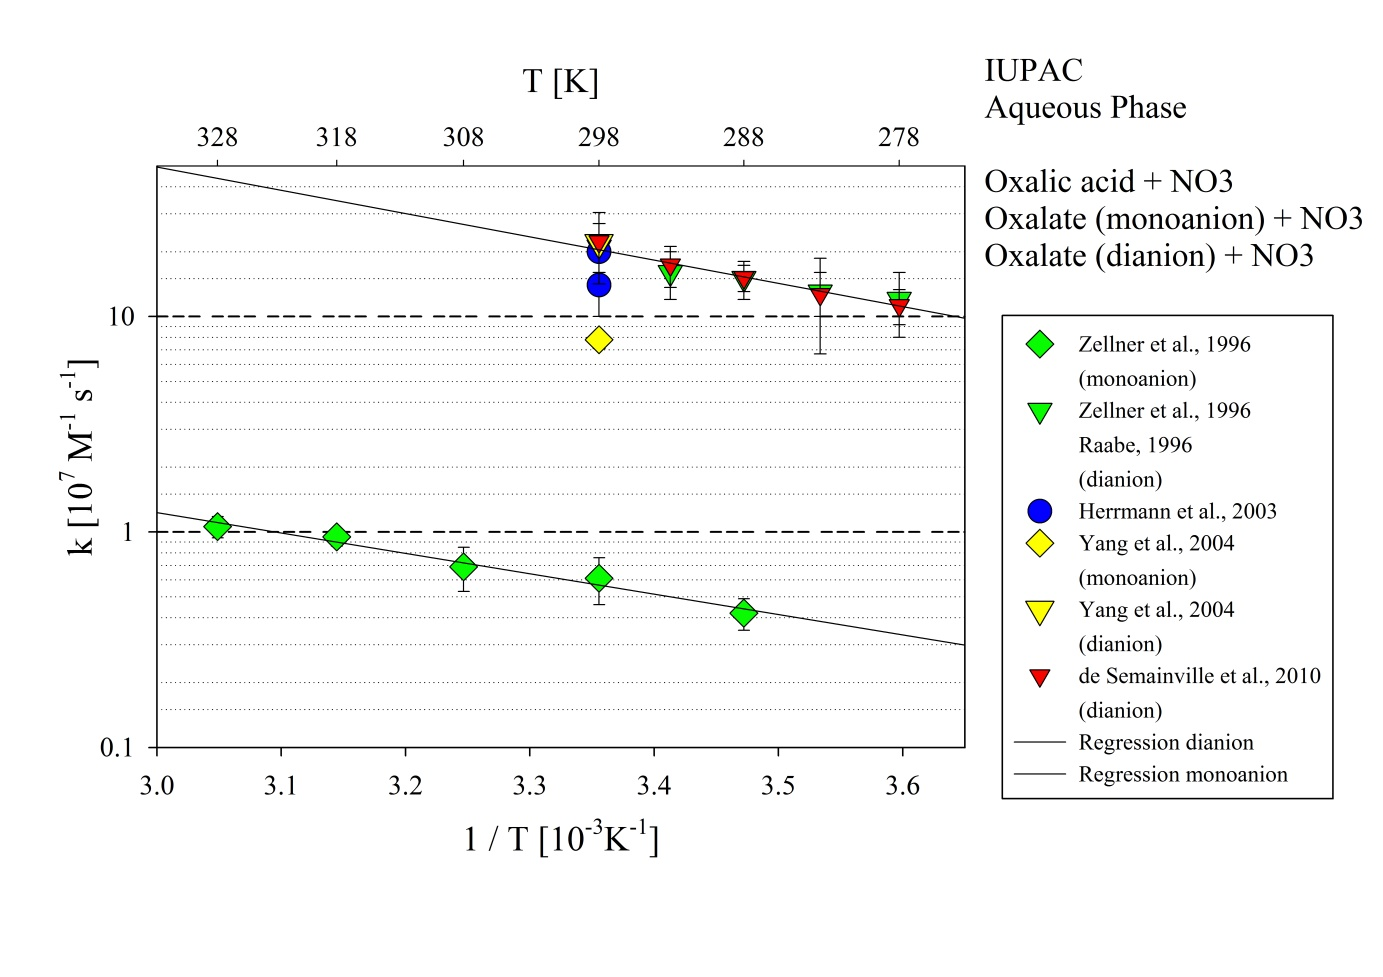 IUPAC
Aqueous Phase
T [K]
328 318 308 298 288 278
Oxalic acid + NO3
Oxalate (monoanion) + NO3
Oxalate (dianion) + NO3
10
1
0.1
k [10⁷ M⁻¹ s⁻¹]
3.0 3.1 3.2 3.3 3.4 3.5 3.6
1 / T [10⁻³K⁻¹]
Zellner et al., 1996
(monoanion)
Zellner et al., 1996
Raabe, 1996
(dianion)
Herrmann et al., 2003
Yang et al., 2004
(monoanion)
Yang et al., 2004
(dianion)
de Semainville et al., 2010
(dianion)
Regression dianion
Regression monoanion